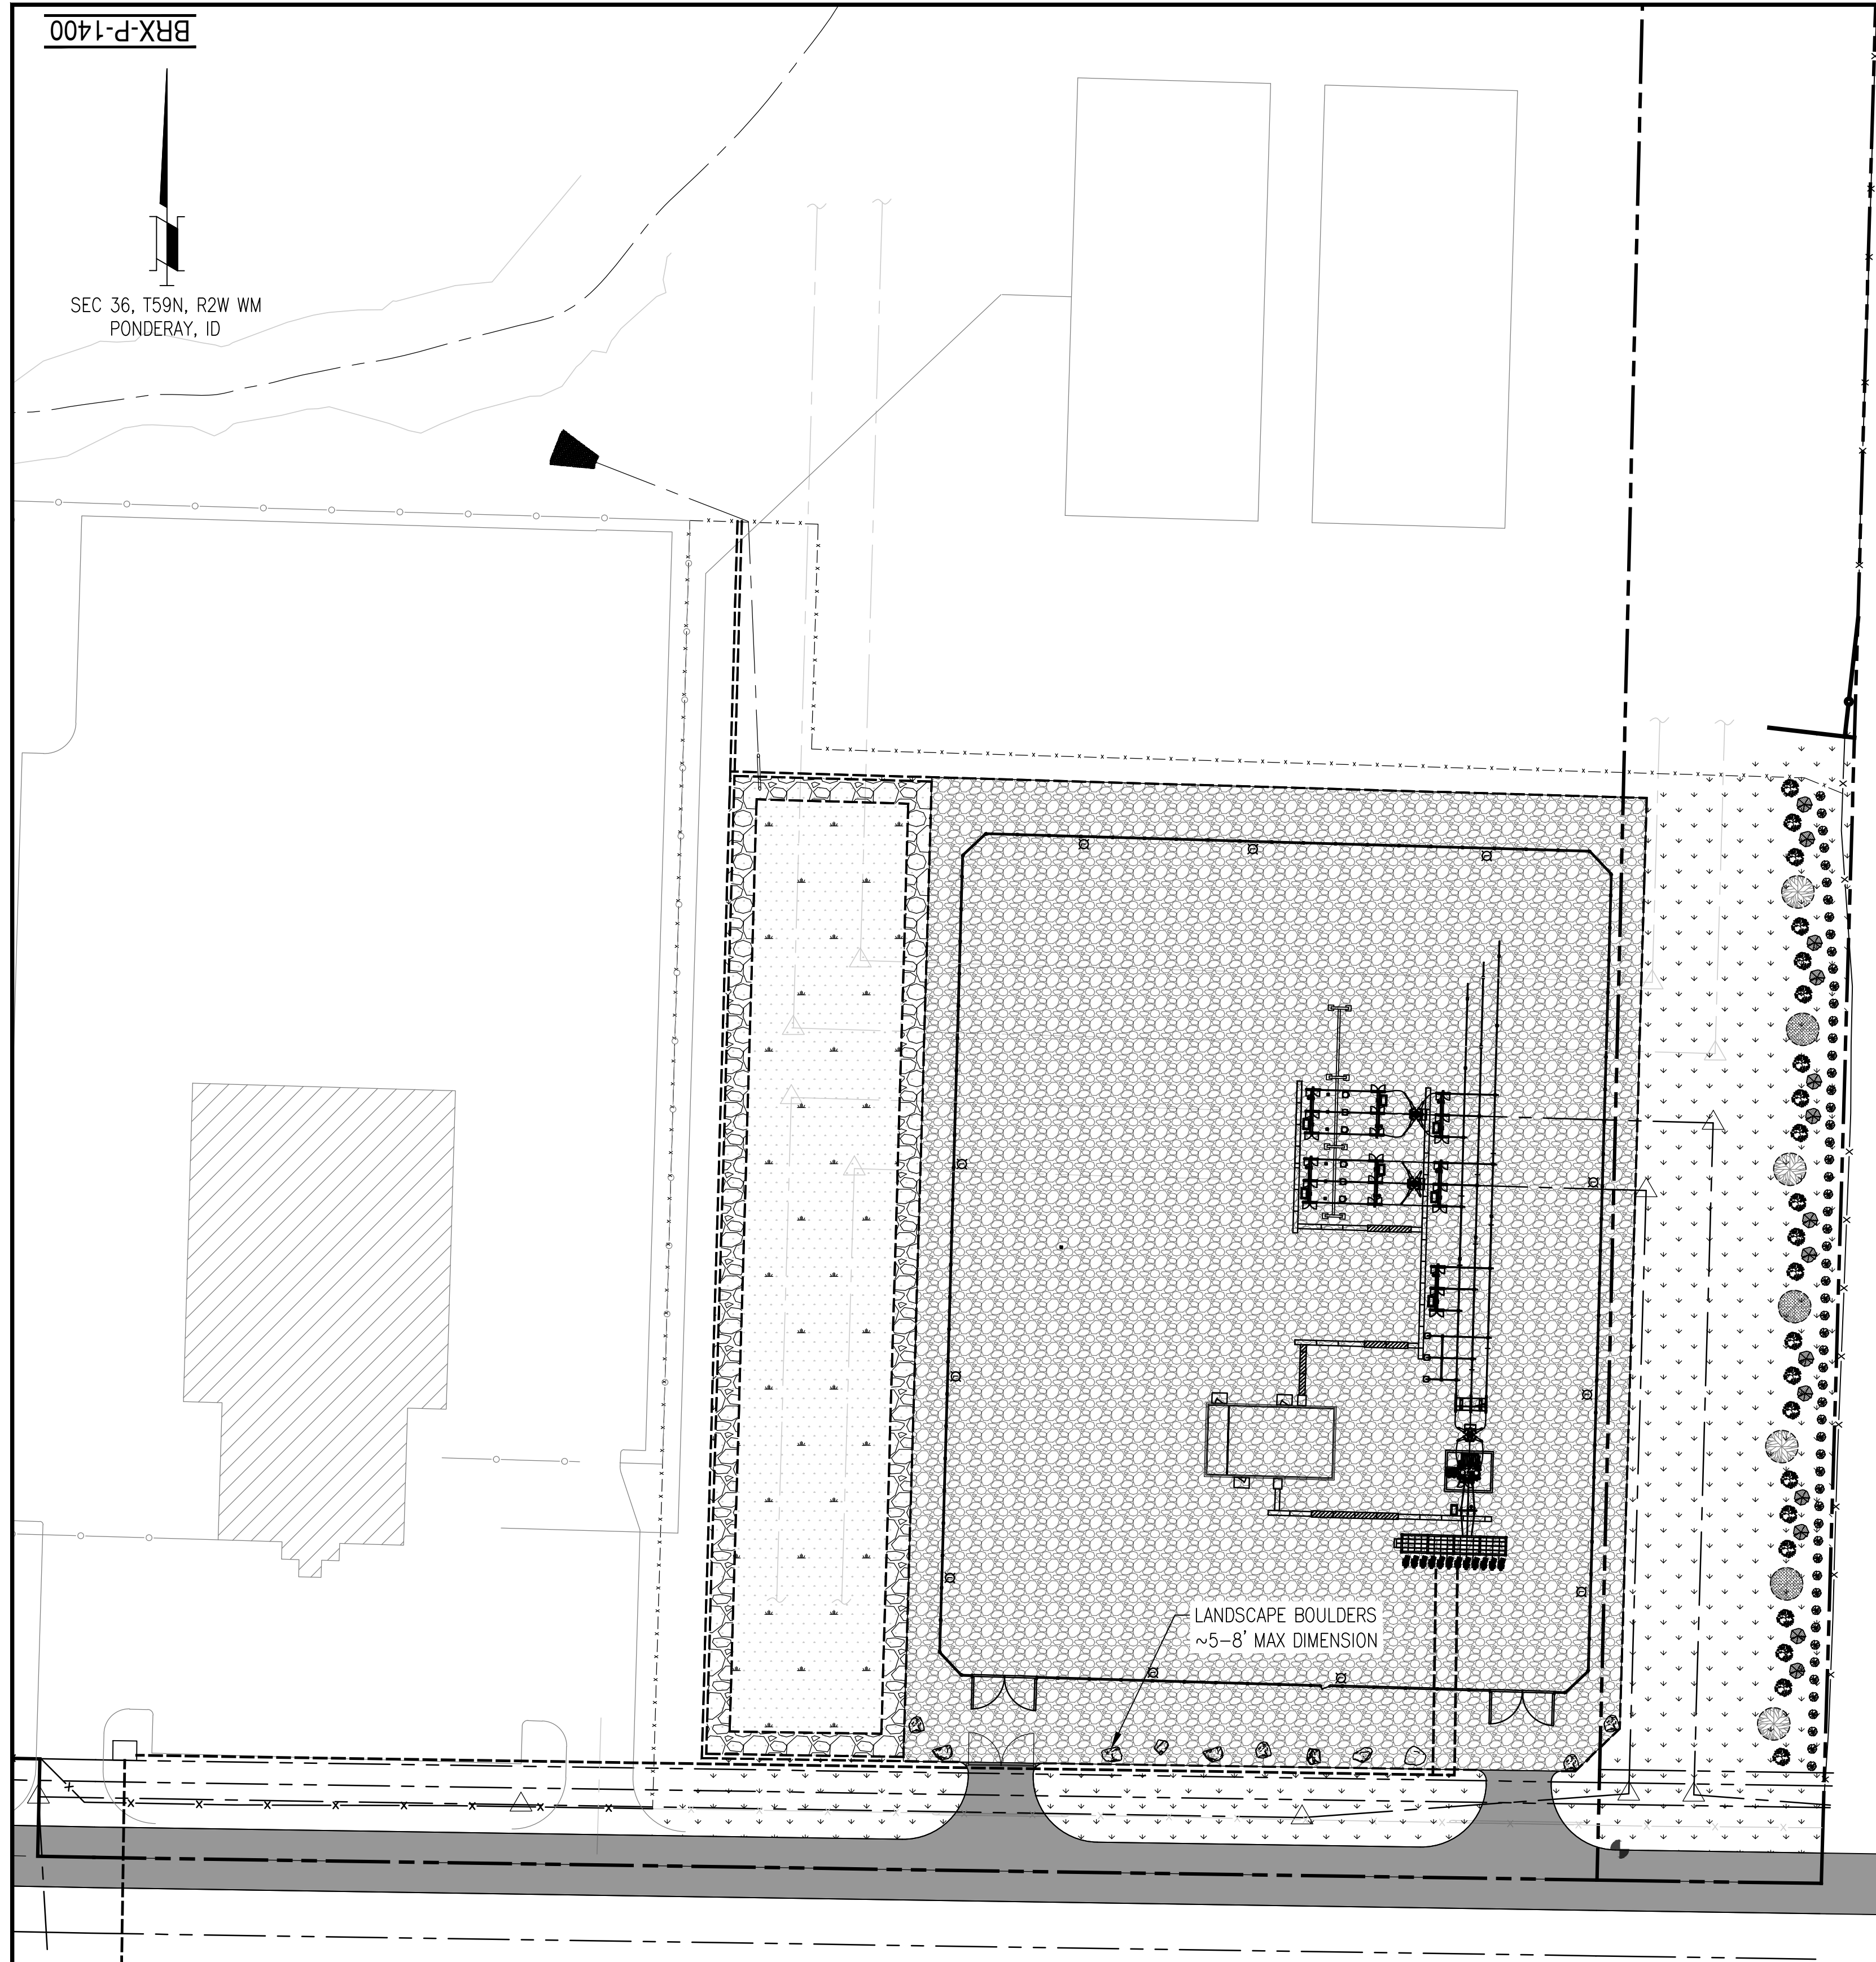 BRX-P-1400
SEC 36, T59N, R2W WM
PONDERAY, ID
LANDSCAPE BOULDERS
~5-8' MAX DIMENSION